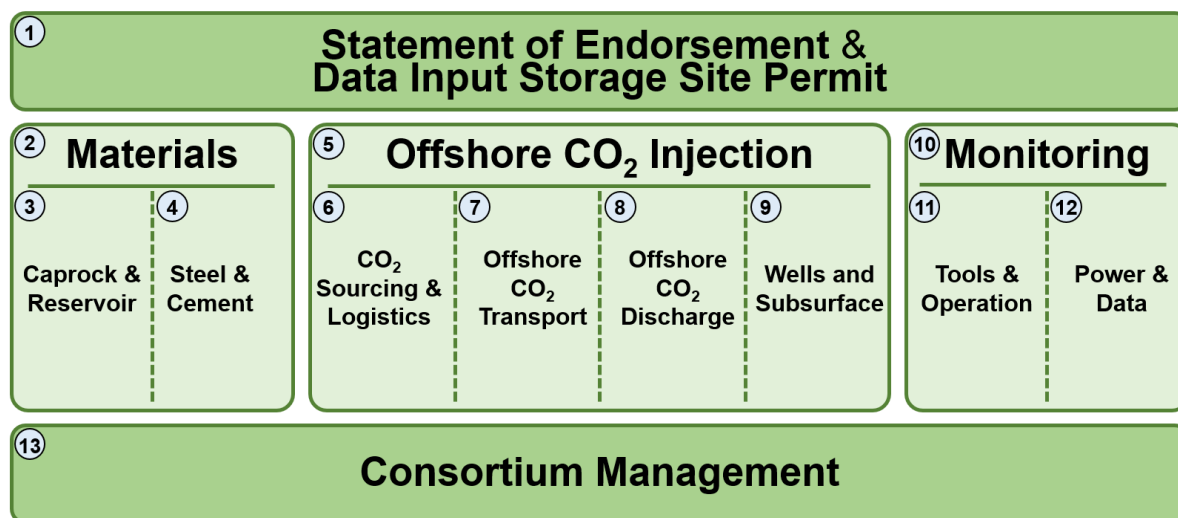 1
Statement of Endorsement &
Data Input Storage Site Permit
2
Materials
3
Caprock &
Reservoir
4
Steel &
Cement
5
Offshore CO₂ Injection
6
CO₂
Sourcing &
Logistics
7
Offshore
CO₂
Transport
8
Offshore
CO₂
Discharge
9
Wells and
Subsurface
10
Monitoring
11
Tools &
Operation
12
Power &
Data
13
Consortium Management